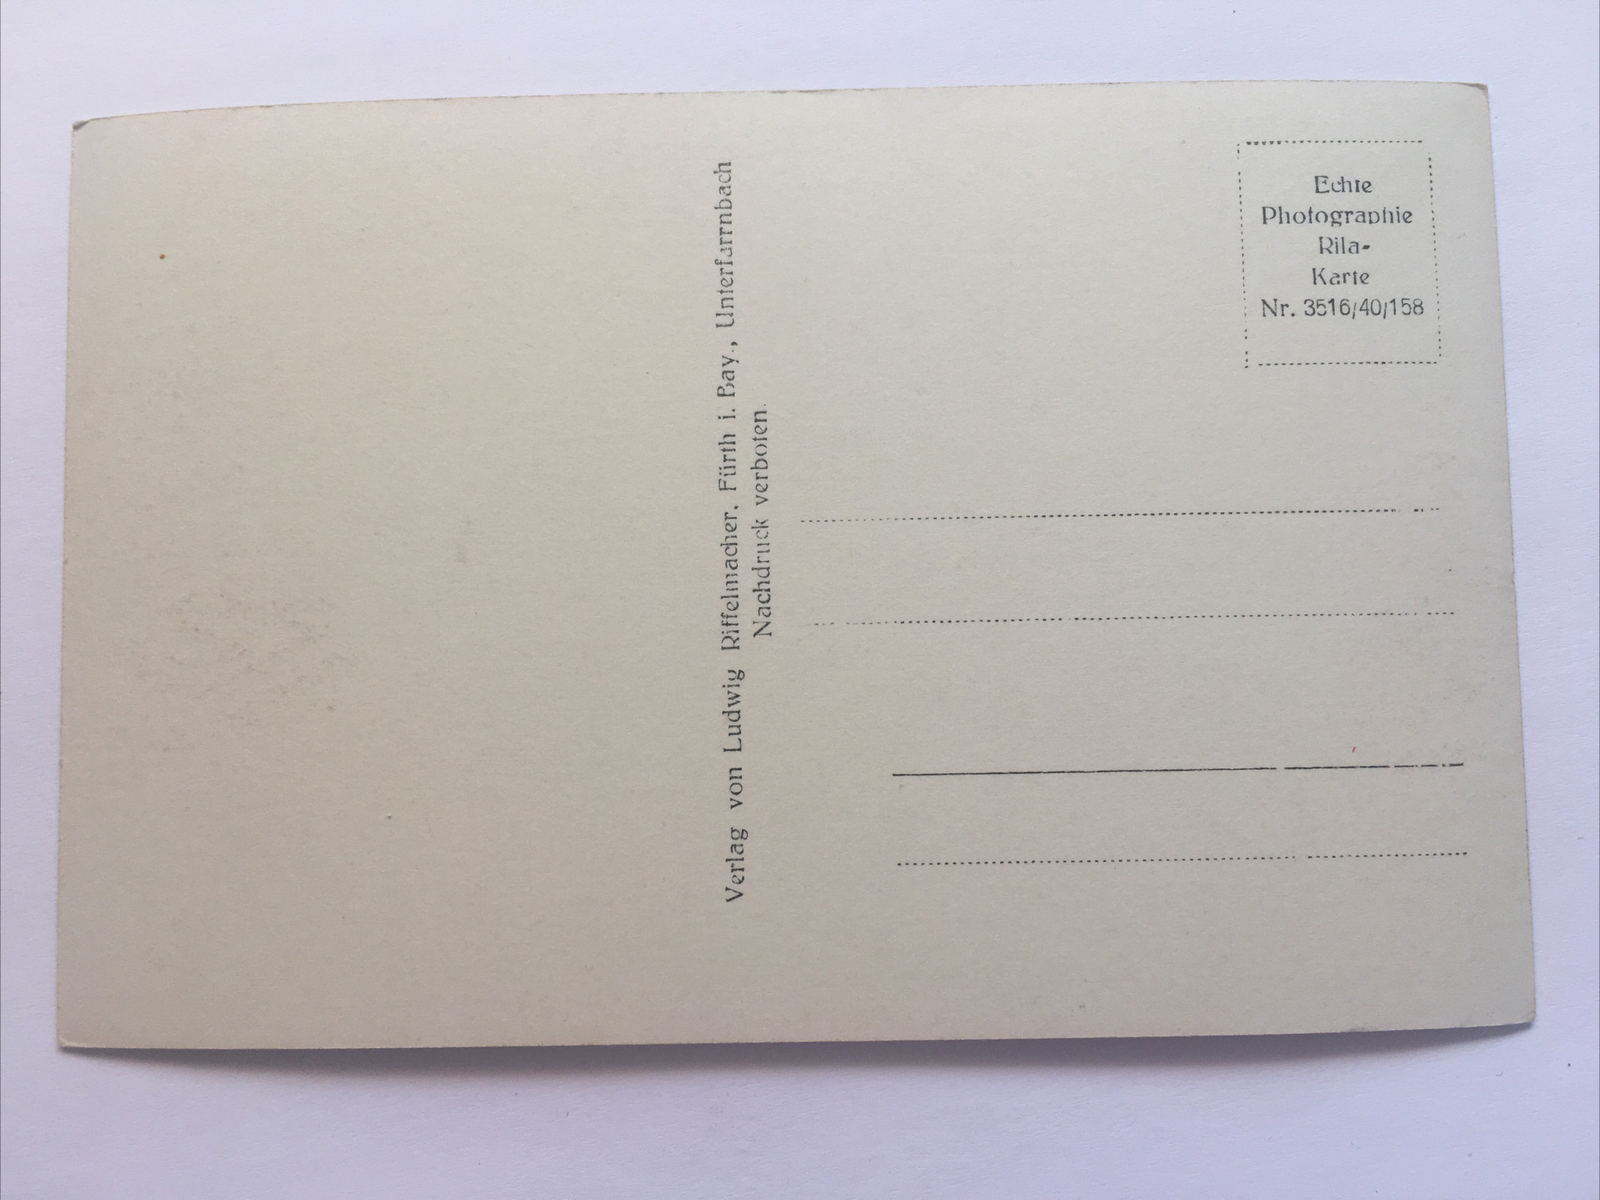 Verlag von Ludwig Riffelmacher, Fürth i. Bay., Unterfarrnbach
Nachdruck verboten.
Echte
Photographie
Rila-
Karte
Nr. 3516/40/158